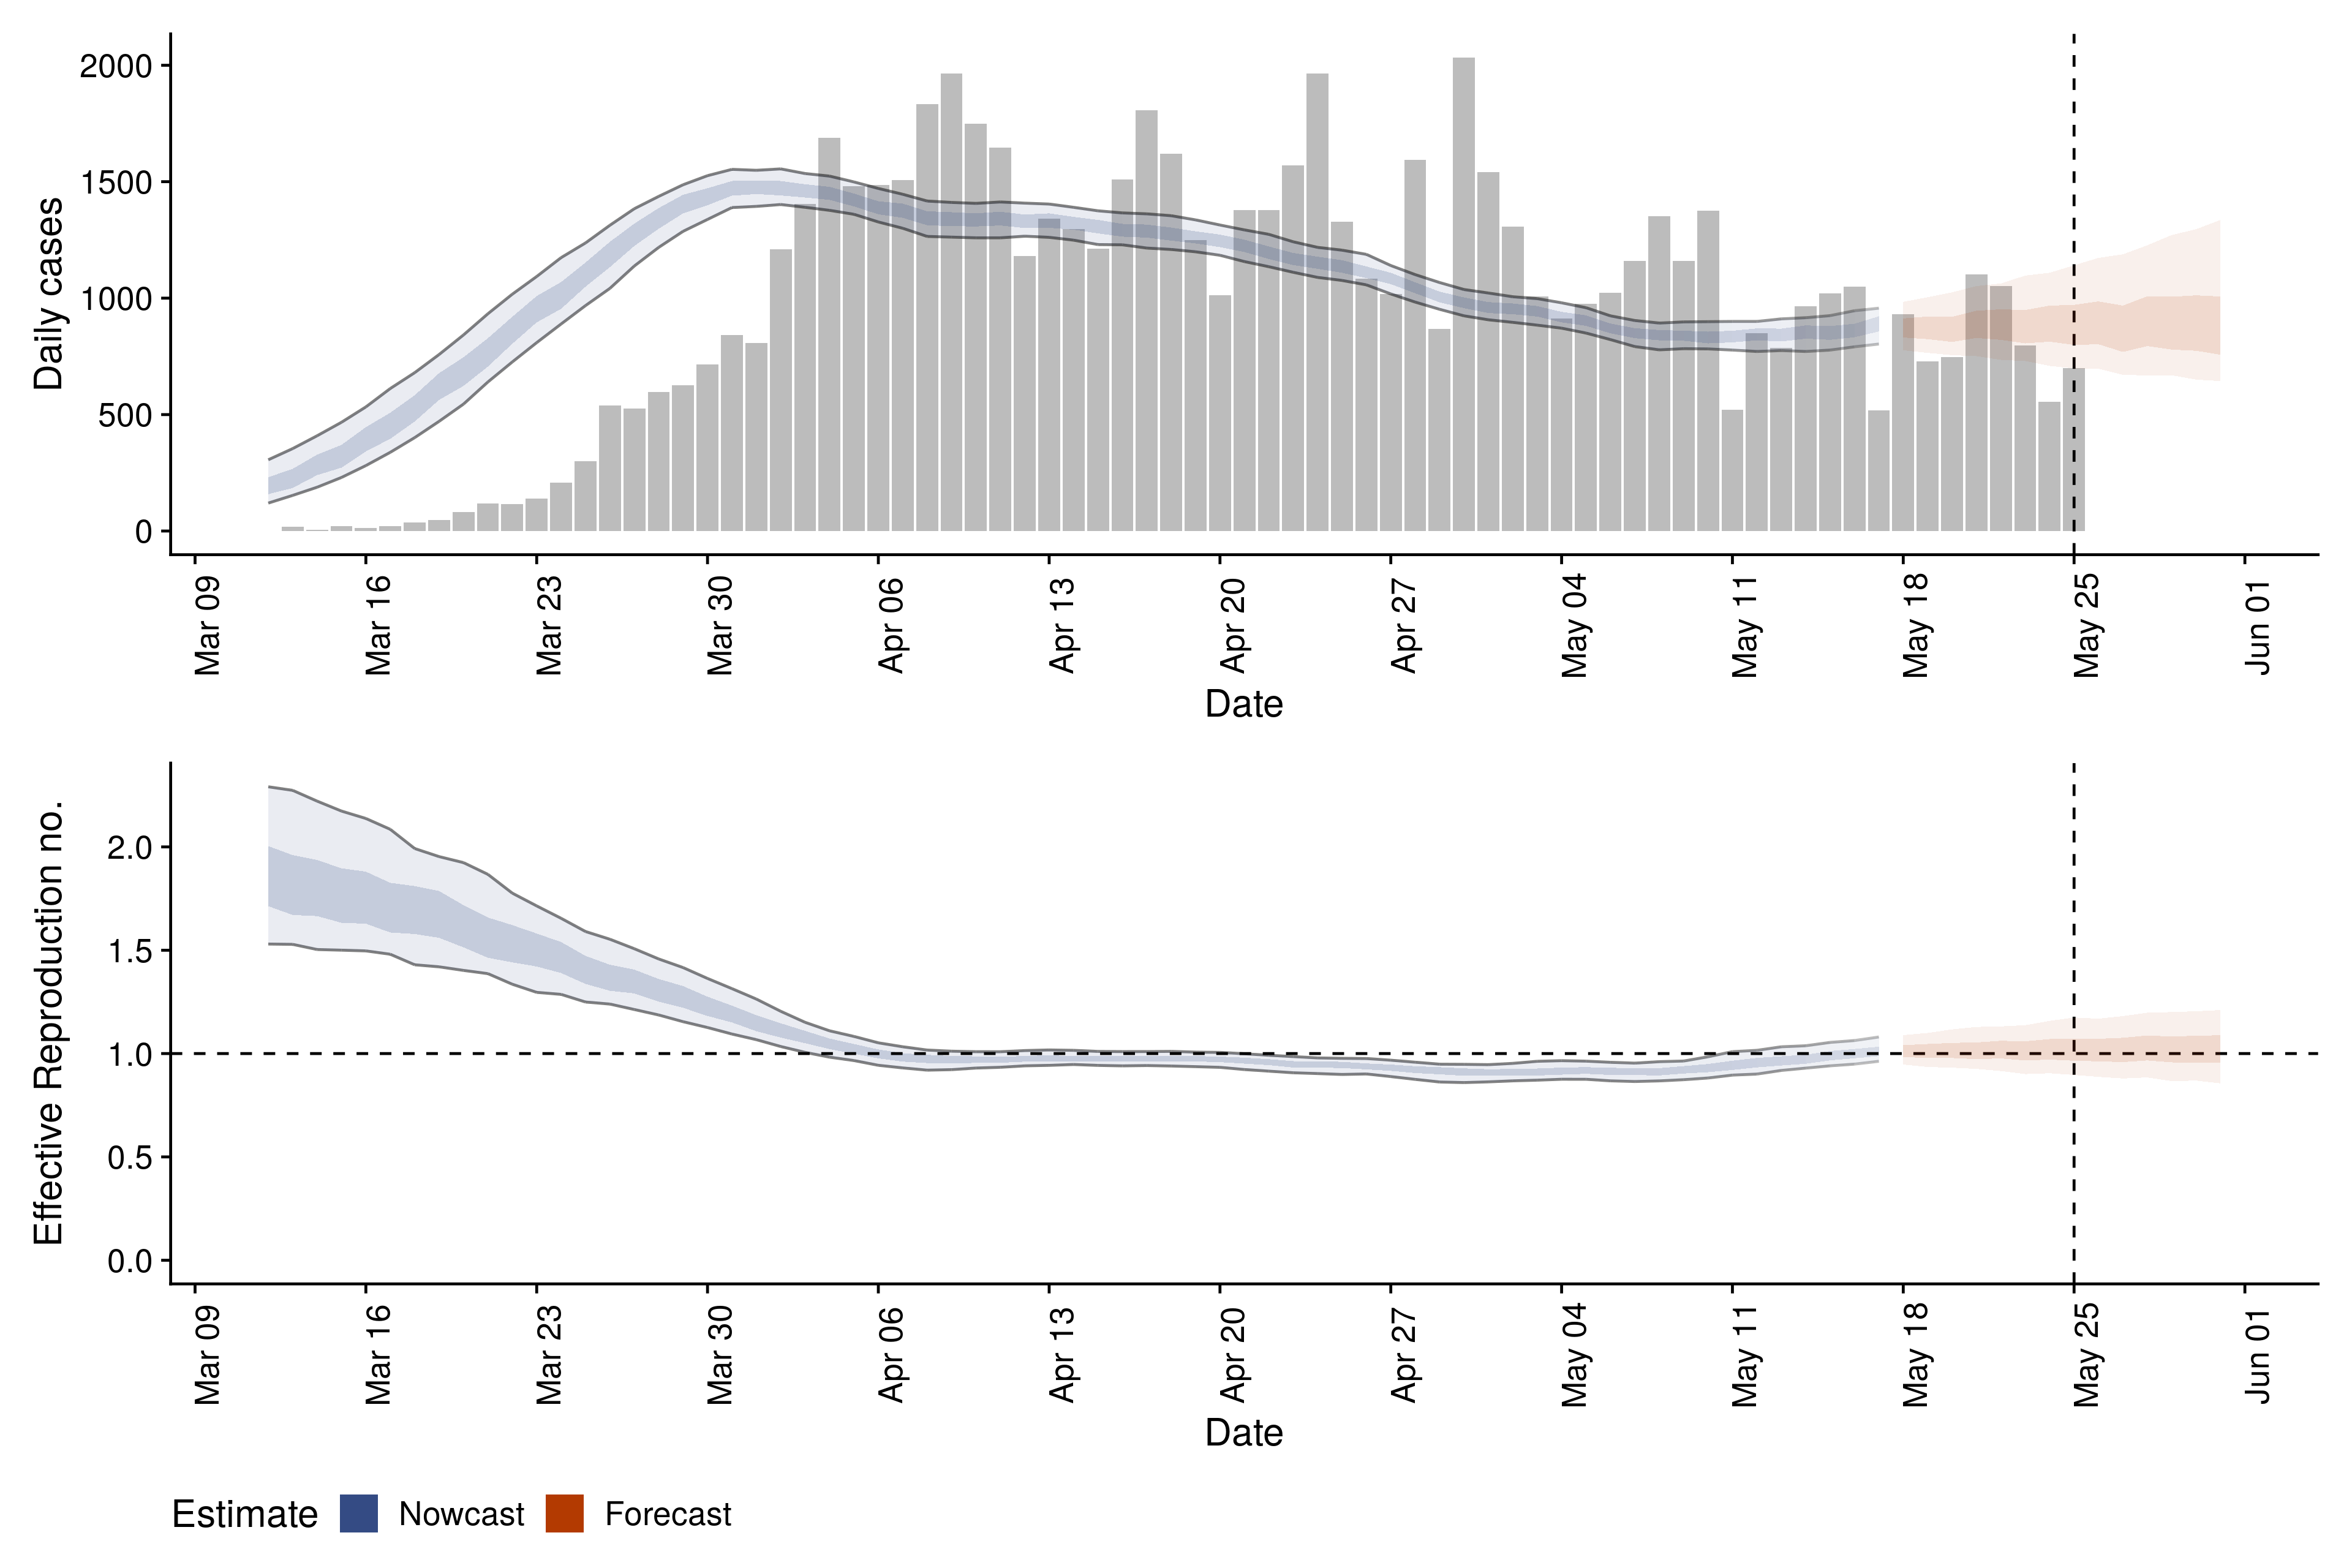 Daily cases
2000
1500
1000
500
0
Mar 09
Mar 16
Mar 23
Mar 30
Apr 06
Apr 13
Apr 20
Apr 27
May 04
May 11
May 18
May 25
Jun 01
Date
Effective Reproduction no.
2.0
1.5
1.0
0.5
0.0
Mar 09
Mar 16
Mar 23
Mar 30
Apr 06
Apr 13
Apr 20
Apr 27
May 04
May 11
May 18
May 25
Jun 01
Date
Estimate Nowcast Forecast